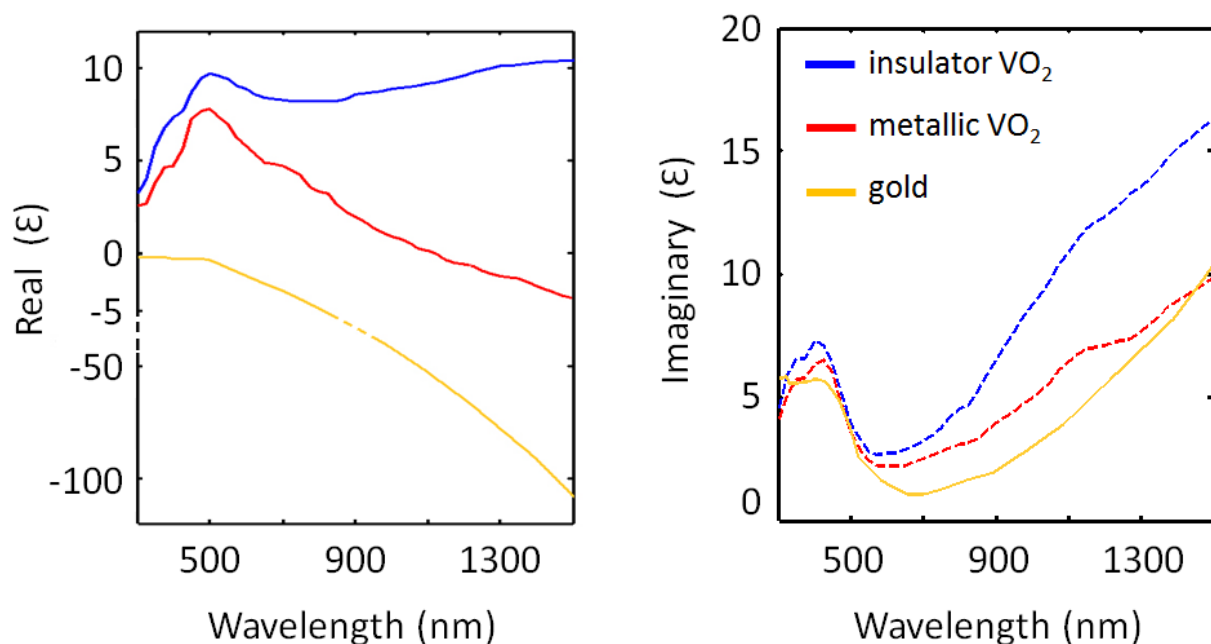 Real (Ɛ)
10
5
0
-5
-50
-100
500
900
1300
Wavelength (nm)
Imaginary (Ɛ)
20
15
10
5
0
insulator VO₂
metallic VO₂
gold
500
900
1300
Wavelength (nm)